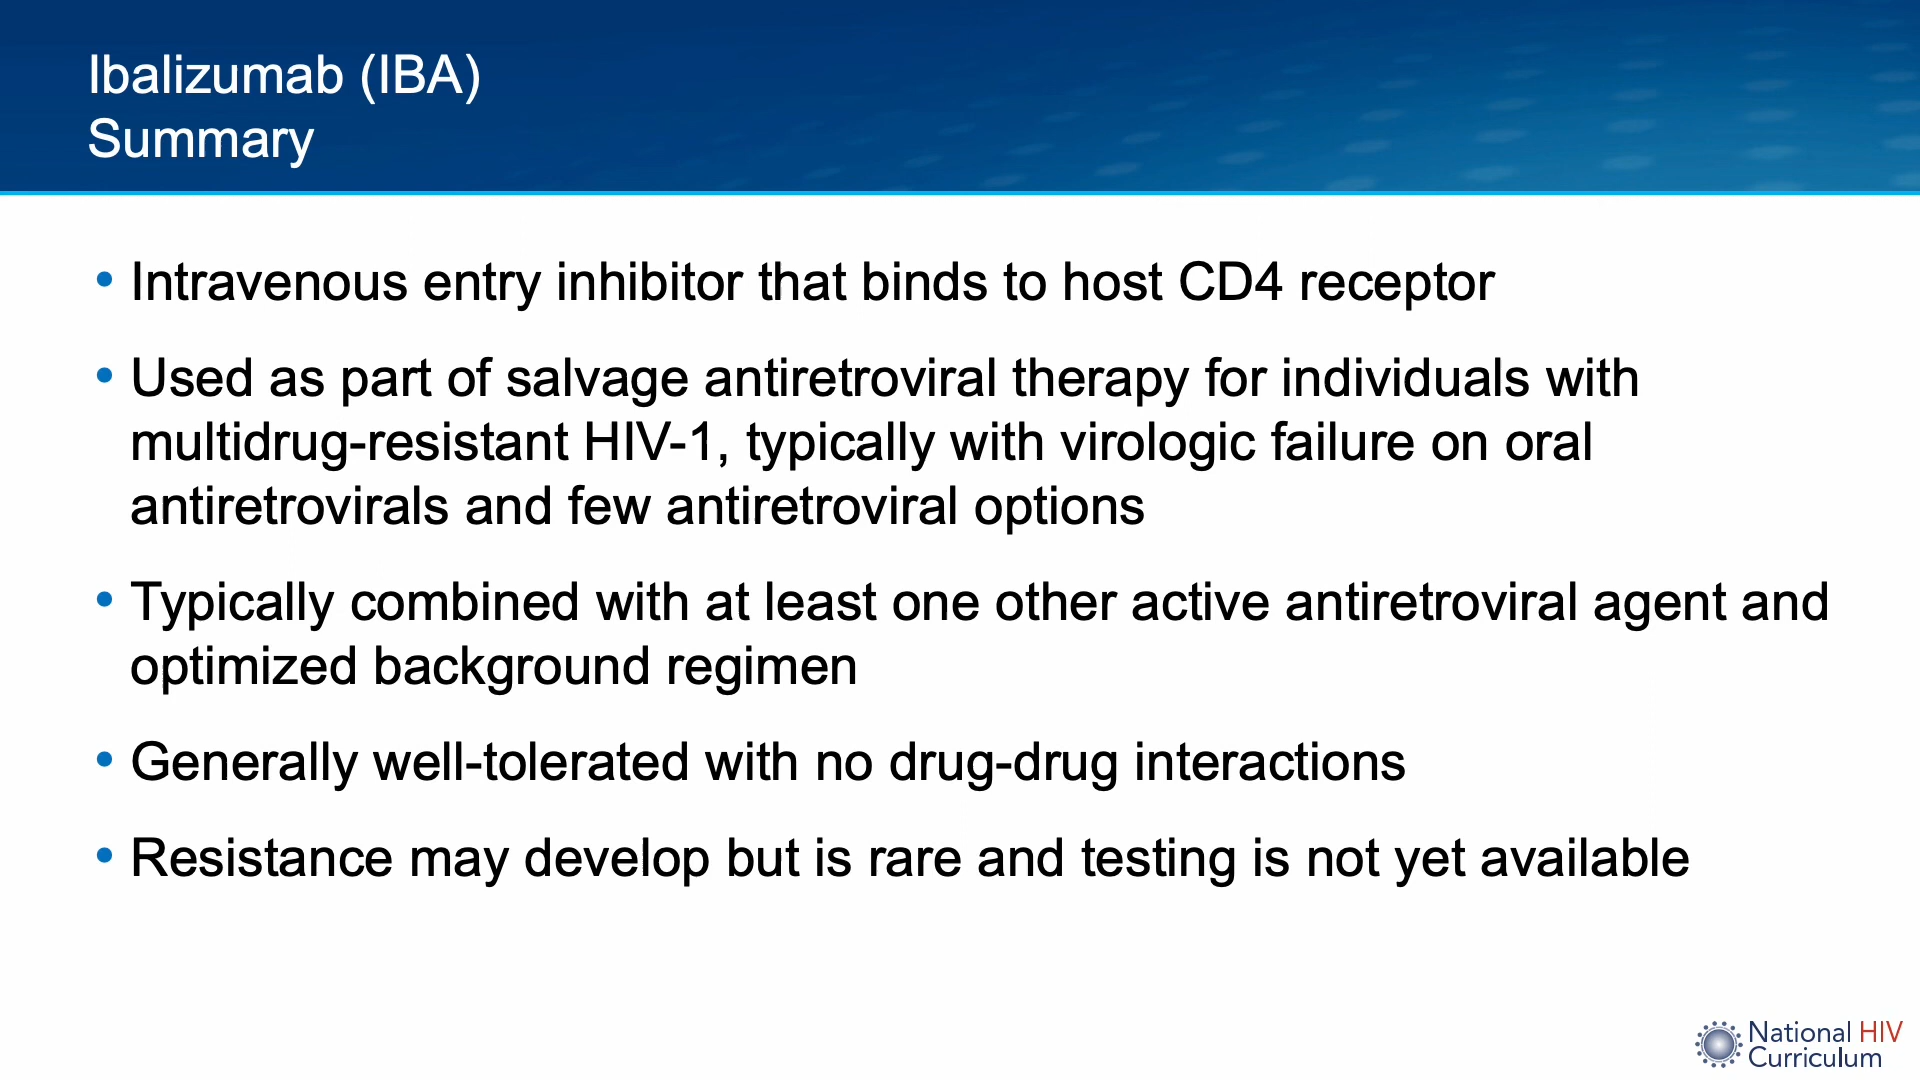 Ibalizumab (IBA)
Summary
• Intravenous entry inhibitor that binds to host CD4 receptor
• Used as part of salvage antiretroviral therapy for individuals with
multidrug-resistant HIV-1, typically with virologic failure on oral
antiretrovirals and few antiretroviral options
• Typically combined with at least one other active antiretroviral agent and
optimized background regimen
• Generally well-tolerated with no drug-drug interactions
• Resistance may develop but is rare and testing is not yet available
National HIV
Curriculum